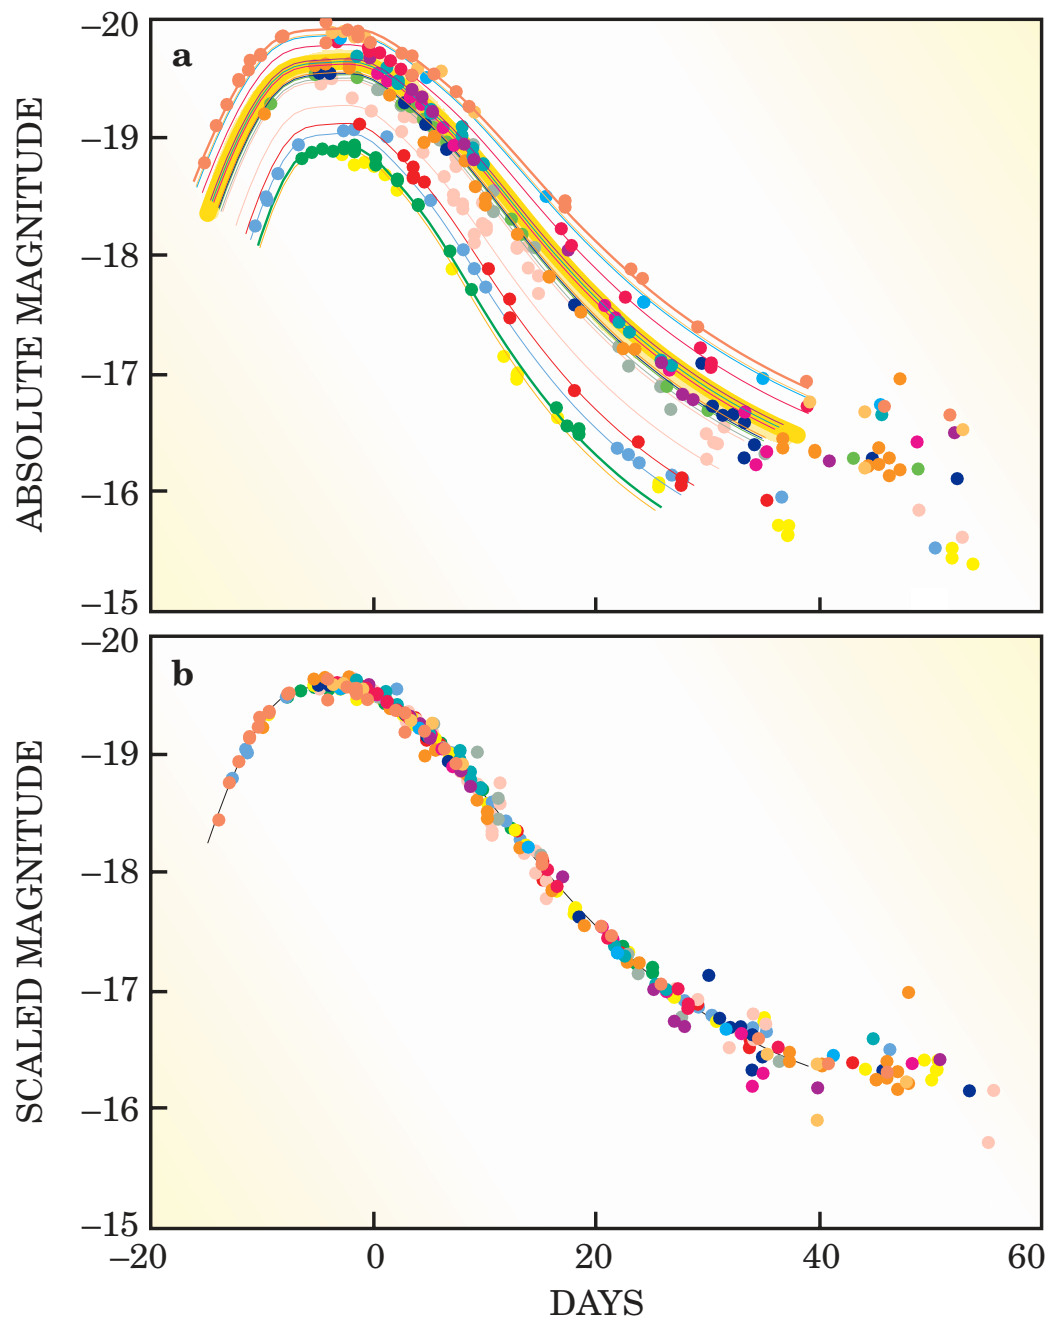 a
ABSOLUTE MAGNITUDE
–20
–19
–18
–17
–16
–15
b
SCALED MAGNITUDE
–20
–19
–18
–17
–16
–15
–20 0 20 40 60
DAYS